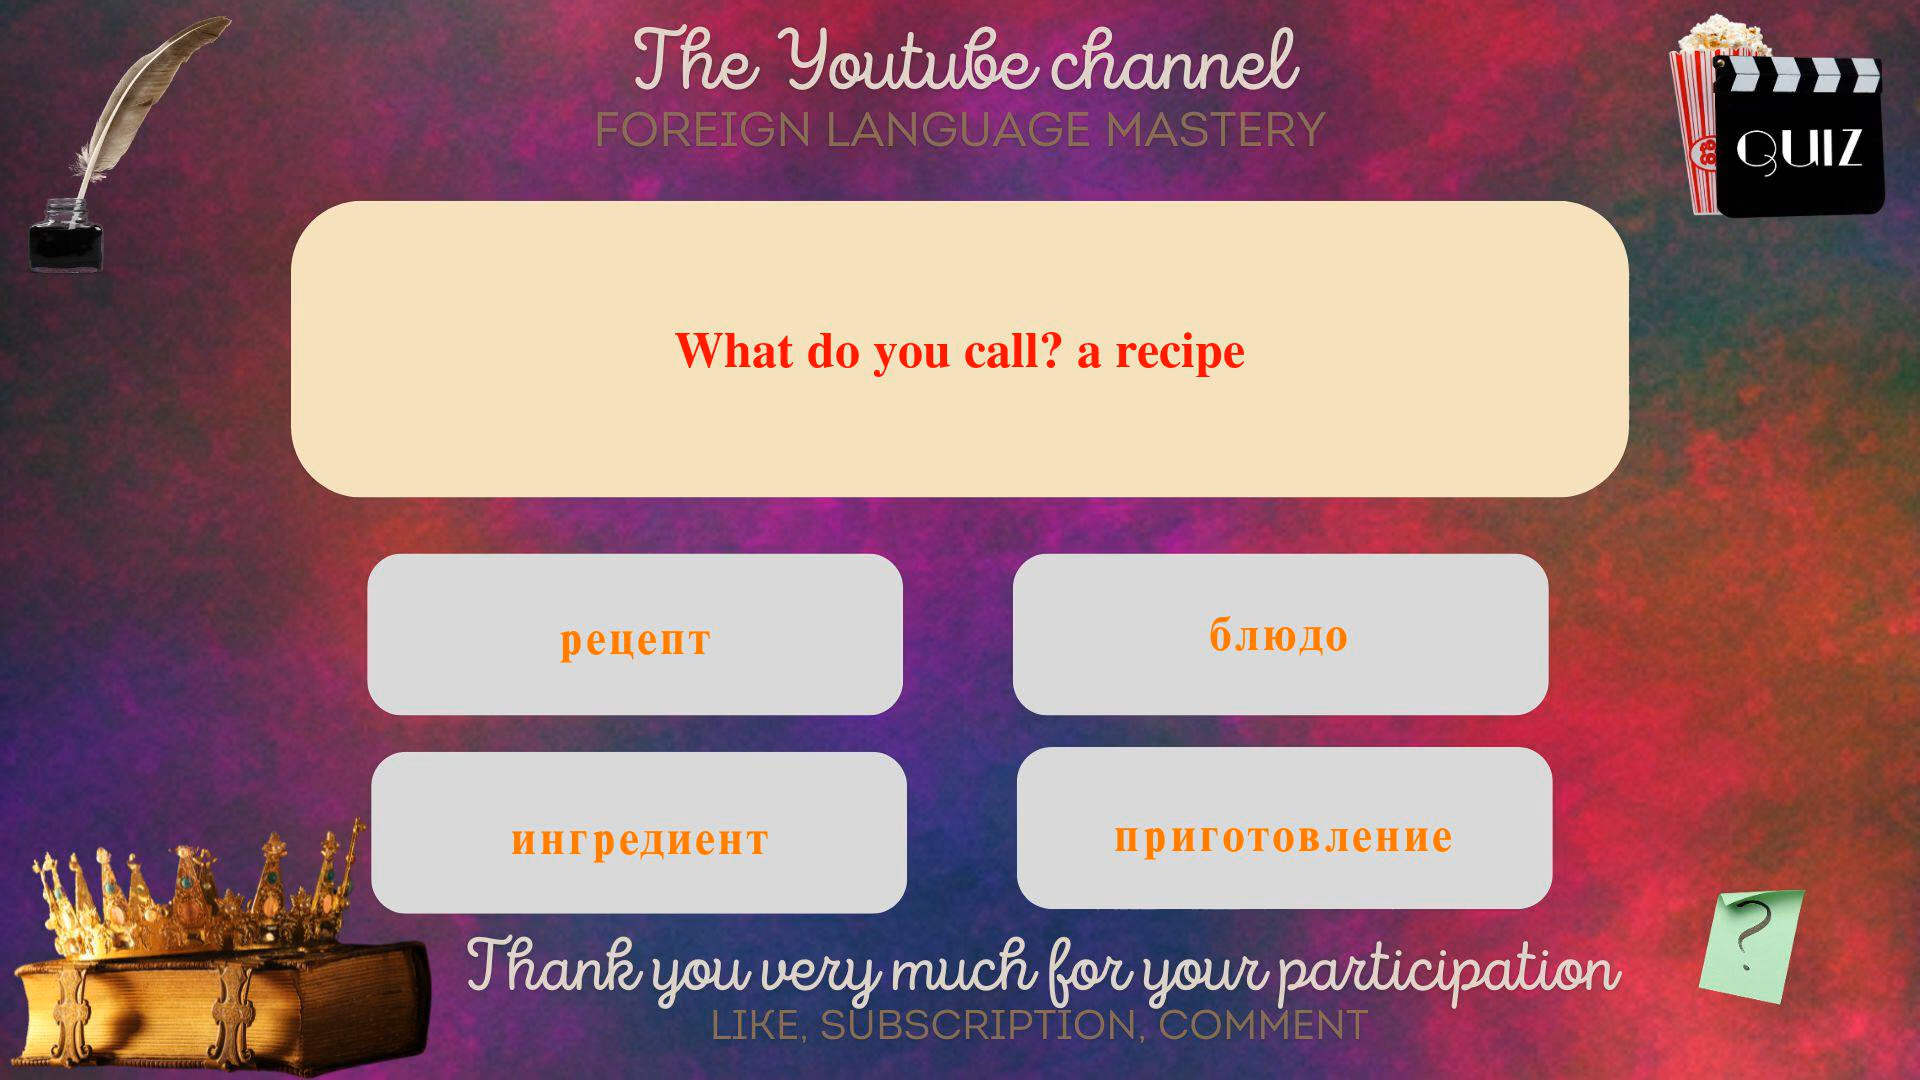 The Youtube channel
FOREIGN LANGUAGE MASTERY
QUIZ
What do you call? a recipe
рецепт
блюдо
ингредиент
приготовление
?
Thank you very much for your participation
LIKE, SUBSCRIPTION, COMMENT